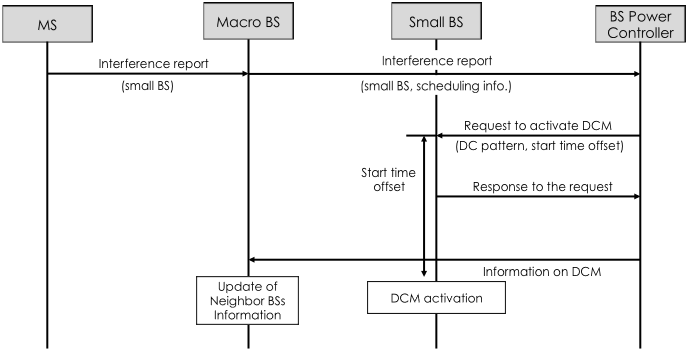 MS
Macro BS
Small BS
BS Power
Controller
Interference report
(small BS)
Interference report
(small BS, scheduling info.)
Request to activate DCM
(DC pattern, start time offset)
Start time
offset
Response to the request
Information on DCM
Update of
Neighbor BSs
Information
DCM activation